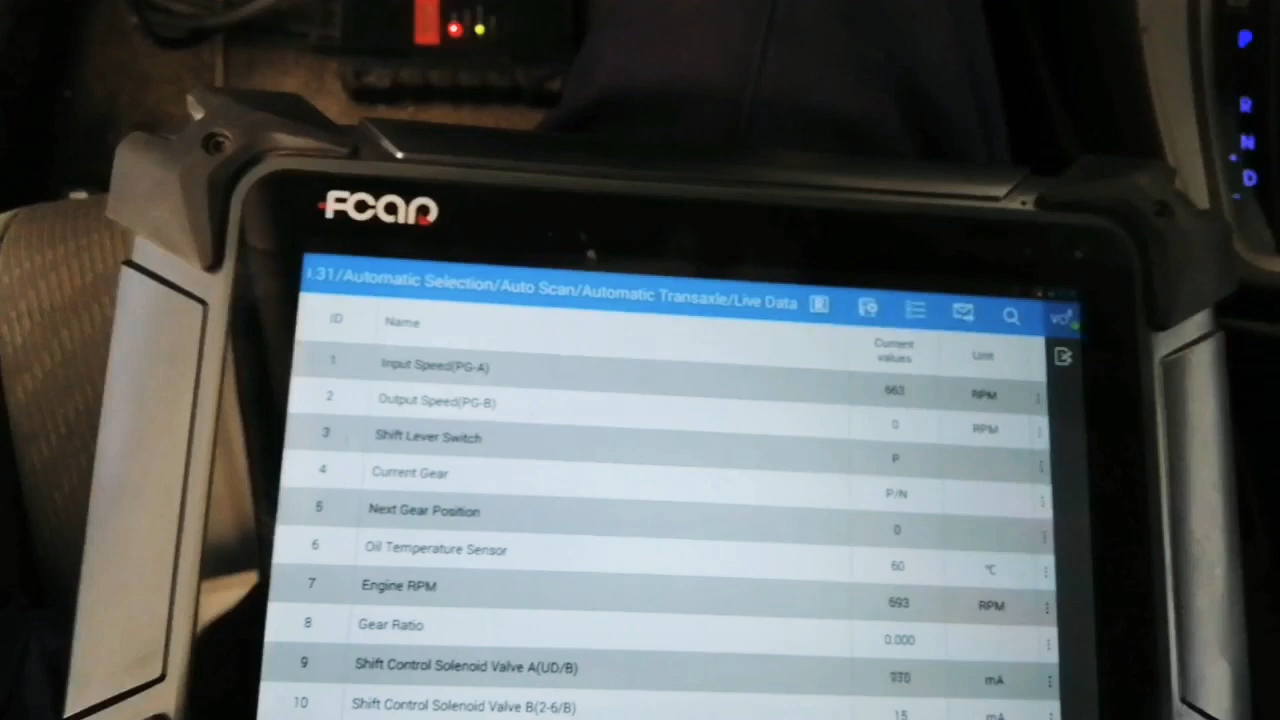 P
R
N
D
FCAR
.31/Automatic Selection/Auto Scan/Automatic Transaxle/Live Data
ID Name Current values Unit
1 Input Speed(PG-A) 663 RPM
2 Output Speed(PG-B) 0 RPM
3 Shift Lever Switch P
4 Current Gear P/N
5 Next Gear Position 0
6 Oil Temperature Sensor 60 ℃
7 Engine RPM 693 RPM
8 Gear Ratio 0.000
9 Shift Control Solenoid Valve A(UD/B) mA
10 Shift Control Solenoid Valve B(2-6/B) 15 mA